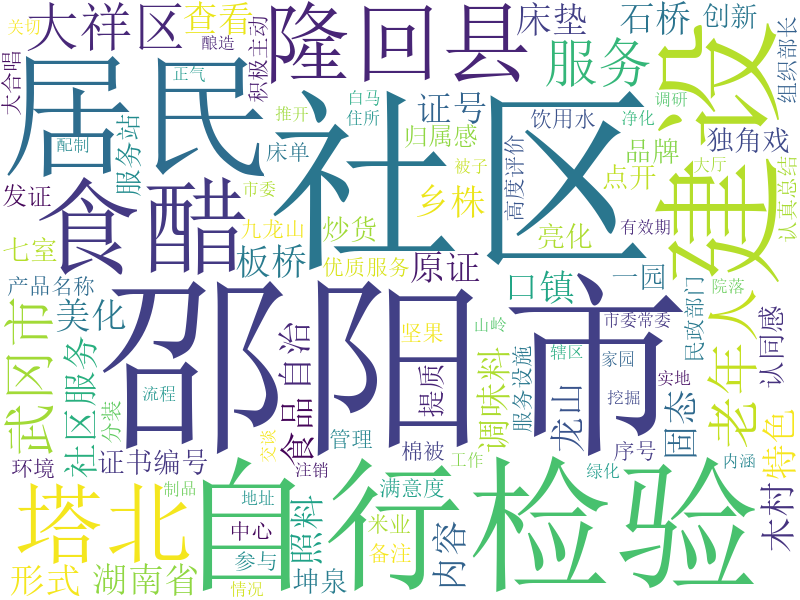 关切
大祥区
查看
酿造
积极主动
隆回县
床垫
石桥
创新
组织部长
大合唱
居民
正气
配制
服务站
推开
社区
白马
住所
证号
服务
归属感
饮用水
品牌
调研
净化
建设
独角戏
大厅
认真总结
发证
食醋
床单
市委
被子
高度评价
点开
乡株
亮化
有效期
七室
九龙山
炒货
板桥
优质服务
原证
口镇
一园
院落
民政部门
产品名称
武冈市
美化
邵阳市
坚果
山岭
市委常委
老年人
认同感
社区服务
分装
流程
食品
自治
提质
调味料
服务设施
辖区
家园
实地
挖掘
龙山
固态
特色
环境
证书编号
交谈
注销
管理
棉被
工作
序号
绿化
内涵
木村
塔北
制品
地址
自行检验
中心
参与
情况
照料
满意度
米业
备注
内容
形式
湖南省
坤泉